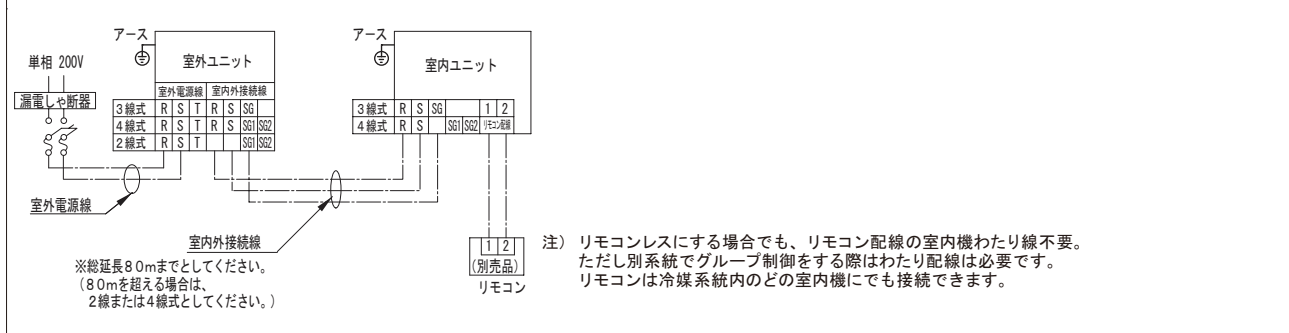 アース
室外ユニット
単相 200V
漏電しゃ断器
室外電源線 室内外接続線
3線式 R S T R S SG
4線式 R S T R S SG1 SG2
2線式 R S T SG1 SG2
室外電源線
アース
室内ユニット
3線式 R S SG 1 2
4線式 R S SG1 SG2 リモコン配線
室内外接続線
※総延長80mまでとしてください。
(80mを超える場合は、
2線または4線式としてください。)
1 2
(別売品)
リモコン
注) リモコンレスにする場合でも、リモコン配線の室内機わたり線不要。
ただし別系統でグループ制御をする際はわたり配線は必要です。
リモコンは冷媒系統内のどの室内機にでも接続できます。